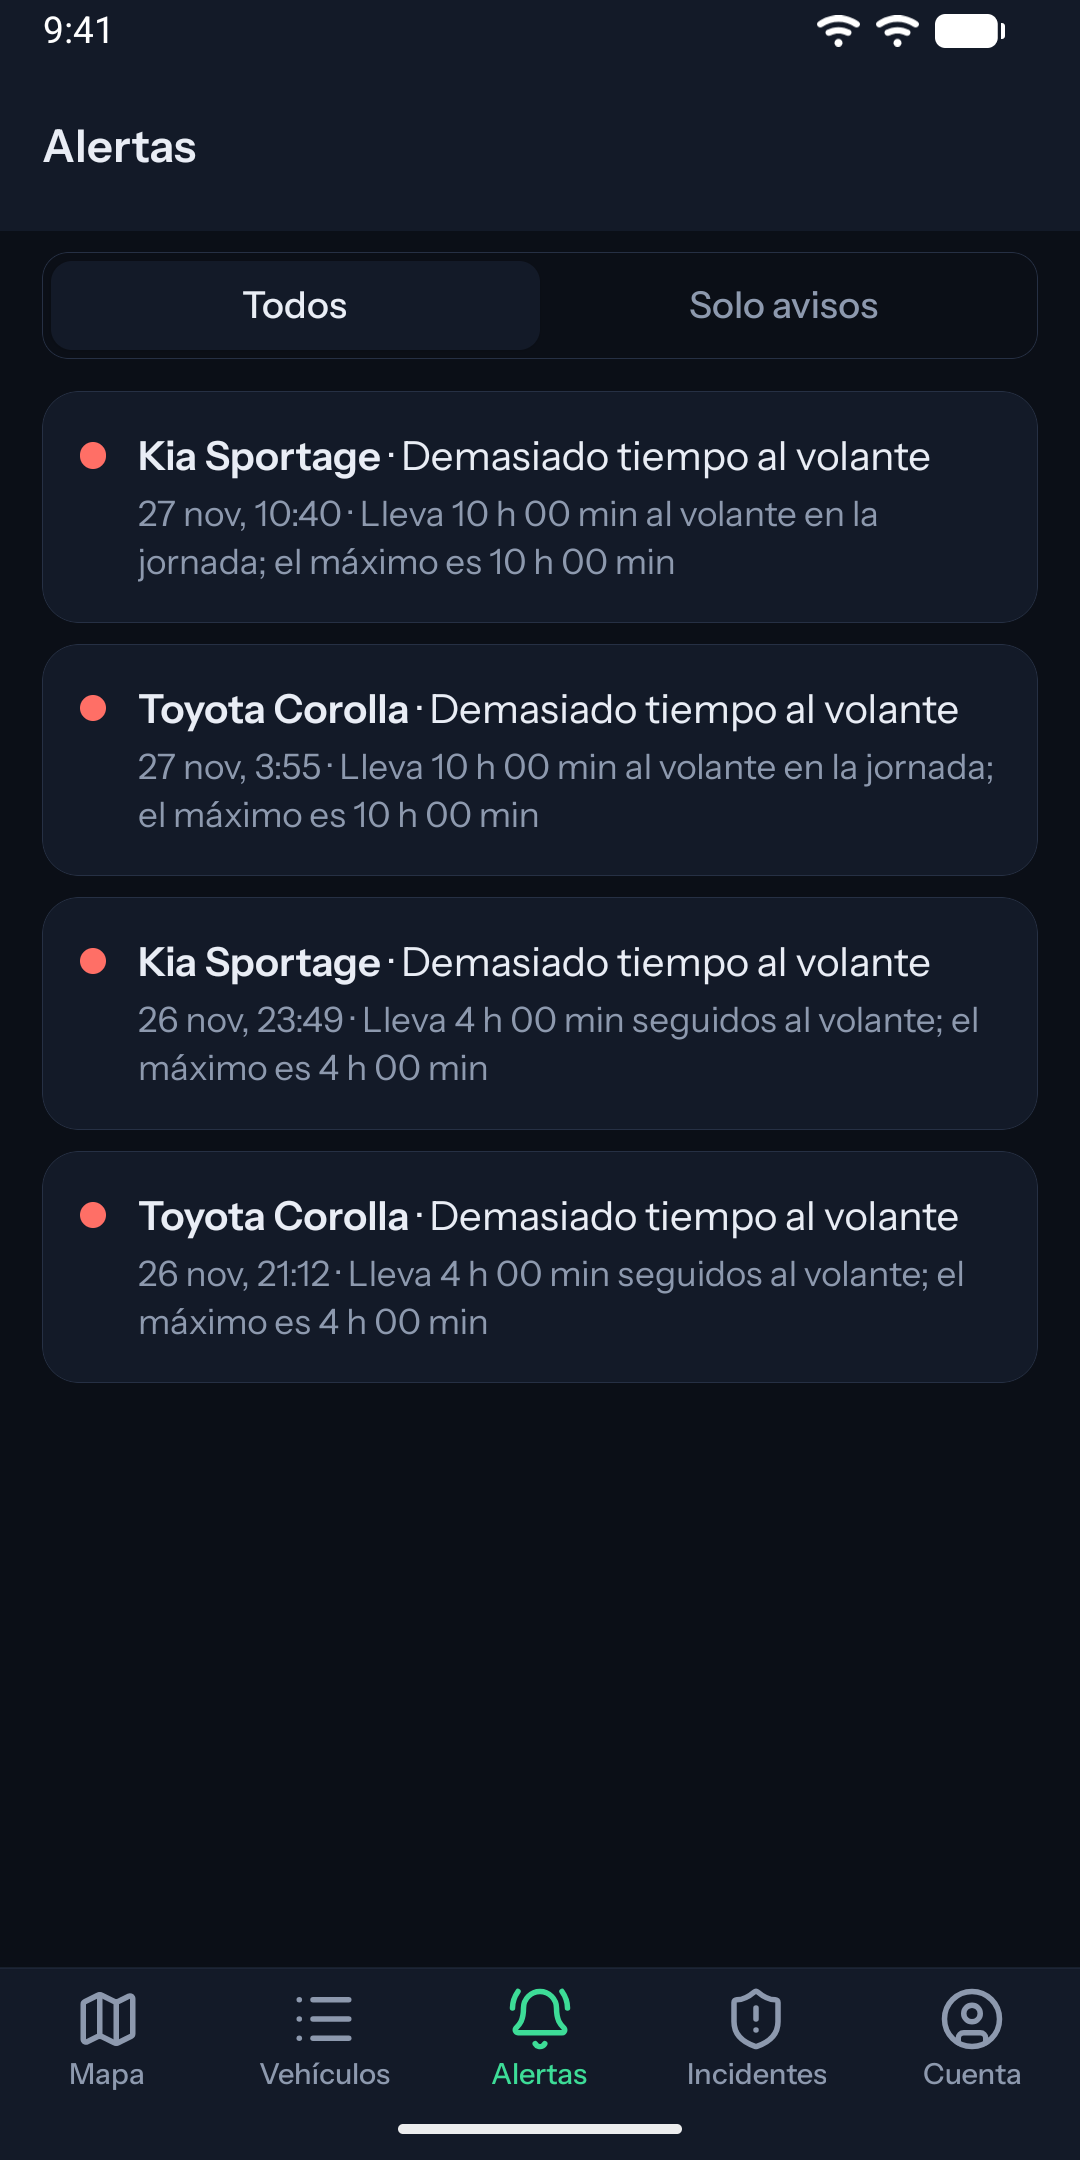 9:41
Alertas
Todos
Solo avisos
Kia Sportage · Demasiado tiempo al volante
27 nov, 10:40 · Lleva 10 h 00 min al volante en la
jornada; el máximo es 10 h 00 min
Toyota Corolla · Demasiado tiempo al volante
27 nov, 3:55 · Lleva 10 h 00 min al volante en la jornada;
el máximo es 10 h 00 min
Kia Sportage · Demasiado tiempo al volante
26 nov, 23:49 · Lleva 4 h 00 min seguidos al volante; el
máximo es 4 h 00 min
Toyota Corolla · Demasiado tiempo al volante
26 nov, 21:12 · Lleva 4 h 00 min seguidos al volante; el
máximo es 4 h 00 min
Mapa
Vehículos
Alertas
Incidentes
Cuenta